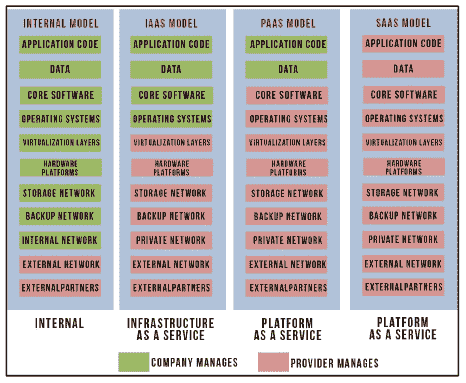 INTERNAL MODEL
APPLICATION CODE
DATA
CORE SOFTWARE
OPERATING SYSTEMS
VIRTUALIZATION LAYERS
HARDWARE
PLATFORMS
STORAGE NETWORK
BACKUP NETWORK
INTERNAL NETWORK
EXTERNAL NETWORK
EXTERNALPARTNERS
INTERNAL
IAAS MODEL
APPLICATION CODE
DATA
CORE SOFTWARE
OPERATING SYSTEMS
VIRTUALIZATION LAYERS
HARDWARE
PLATFORMS
STORAGE NETWORK
BACKUP NETWORK
PRIVATE NETWORK
EXTERNAL NETWORK
EXTERNALPARTNERS
INFRASTRUCTURE
AS A SERVICE
PAAS MODEL
APPLICATION CODE
DATA
CORE SOFTWARE
OPERATING SYSTEMS
VIRTUALIZATION LAYERS
HARDWARE
PLATFORMS
STORAGE NETWORK
BACKUP NETWORK
PRIVATE NETWORK
EXTERNAL NETWORK
EXTERNALPARTNERS
PLATFORM
AS A SERVICE
SAAS MODEL
APPLICATION CODE
DATA
CORE SOFTWARE
OPERATING SYSTEMS
VIRTUALIZATION LAYERS
HARDWARE
PLATFORMS
STORAGE NETWORK
BACKUP NETWORK
PRIVATE NETWORK
EXTERNAL NETWORK
EXTERNALPARTNERS
PLATFORM
AS A SERVICE
COMPANY MANAGES
PROVIDER MANAGES